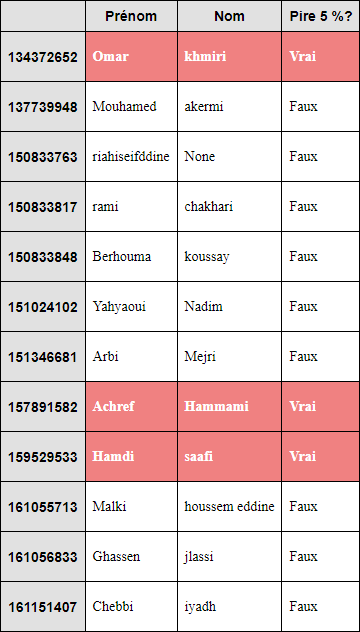 Prénom Nom Pire 5 %?
134372652 Omar khmiri Vrai
137739948 Mouhamed akermi Faux
150833763 riahiseifddine None Faux
150833817 rami chakhari Faux
150833848 Berhouma koussay Faux
151024102 Yahyaoui Nadim Faux
151346681 Arbi Mejri Faux
157891582 Achref Hammami Vrai
159529533 Hamdi saafi Vrai
161055713 Malki houssem eddine Faux
161056833 Ghassen jlassi Faux
161151407 Chebbi iyadh Faux